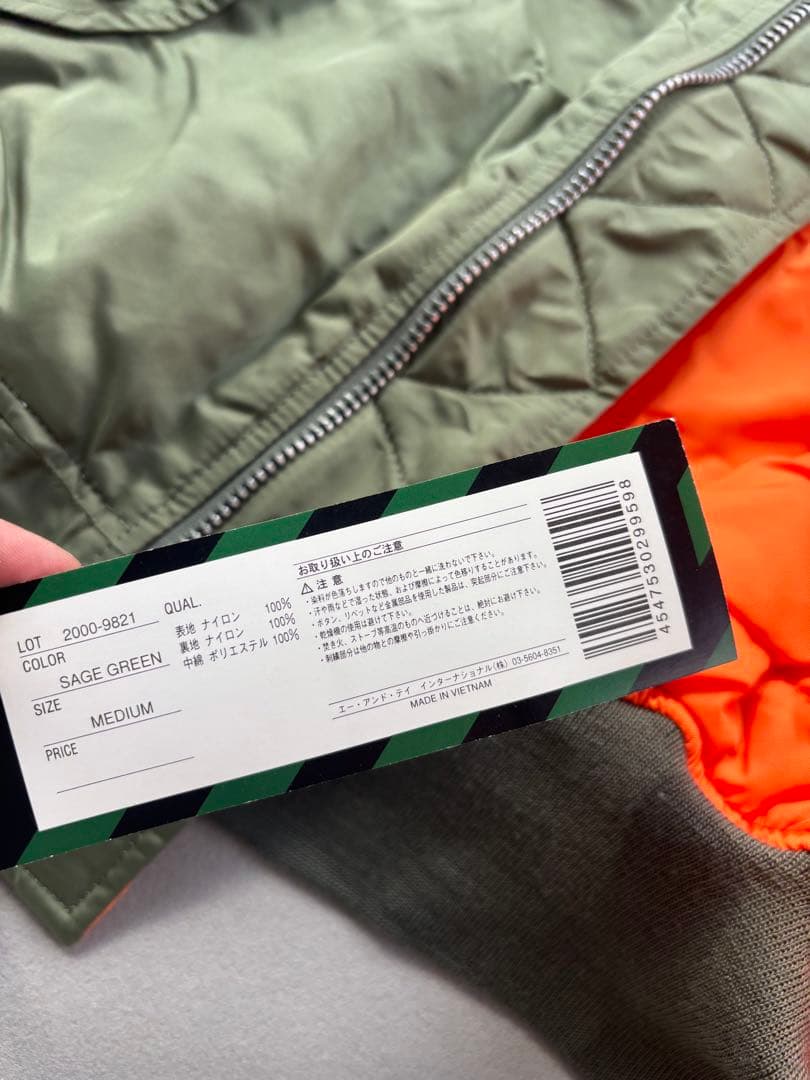 LOT 2000-9821
COLOR
SAGE GREEN
SIZE
MEDIUM
PRICE
QUAL.
表地 ナイロン 100%
裏地 ナイロン 100%
中綿 ポリエステル 100%
お取り扱い上のご注意
⚠ 注 意
・染料が色落ちしますので他のものと一緒に洗わないで下さい。
・汗や雨などで湿った状態、および摩擦によって色移りすることがあります。
・ボタン、リベットなど金属部品を使用した製品は、突起部分にご注意下さい。
・乾燥機の使用は避けて下さい。
・焚き火、ストーブ等高温のものへ近づけることは、絶対にお避け下さい。
・刺繍部分は他の物との摩擦や引っ掛かりにご注意ください。
エー・アンド・テイ インターナショナル(株) 03-5604-8351
MADE IN VIETNAM
4547530299598